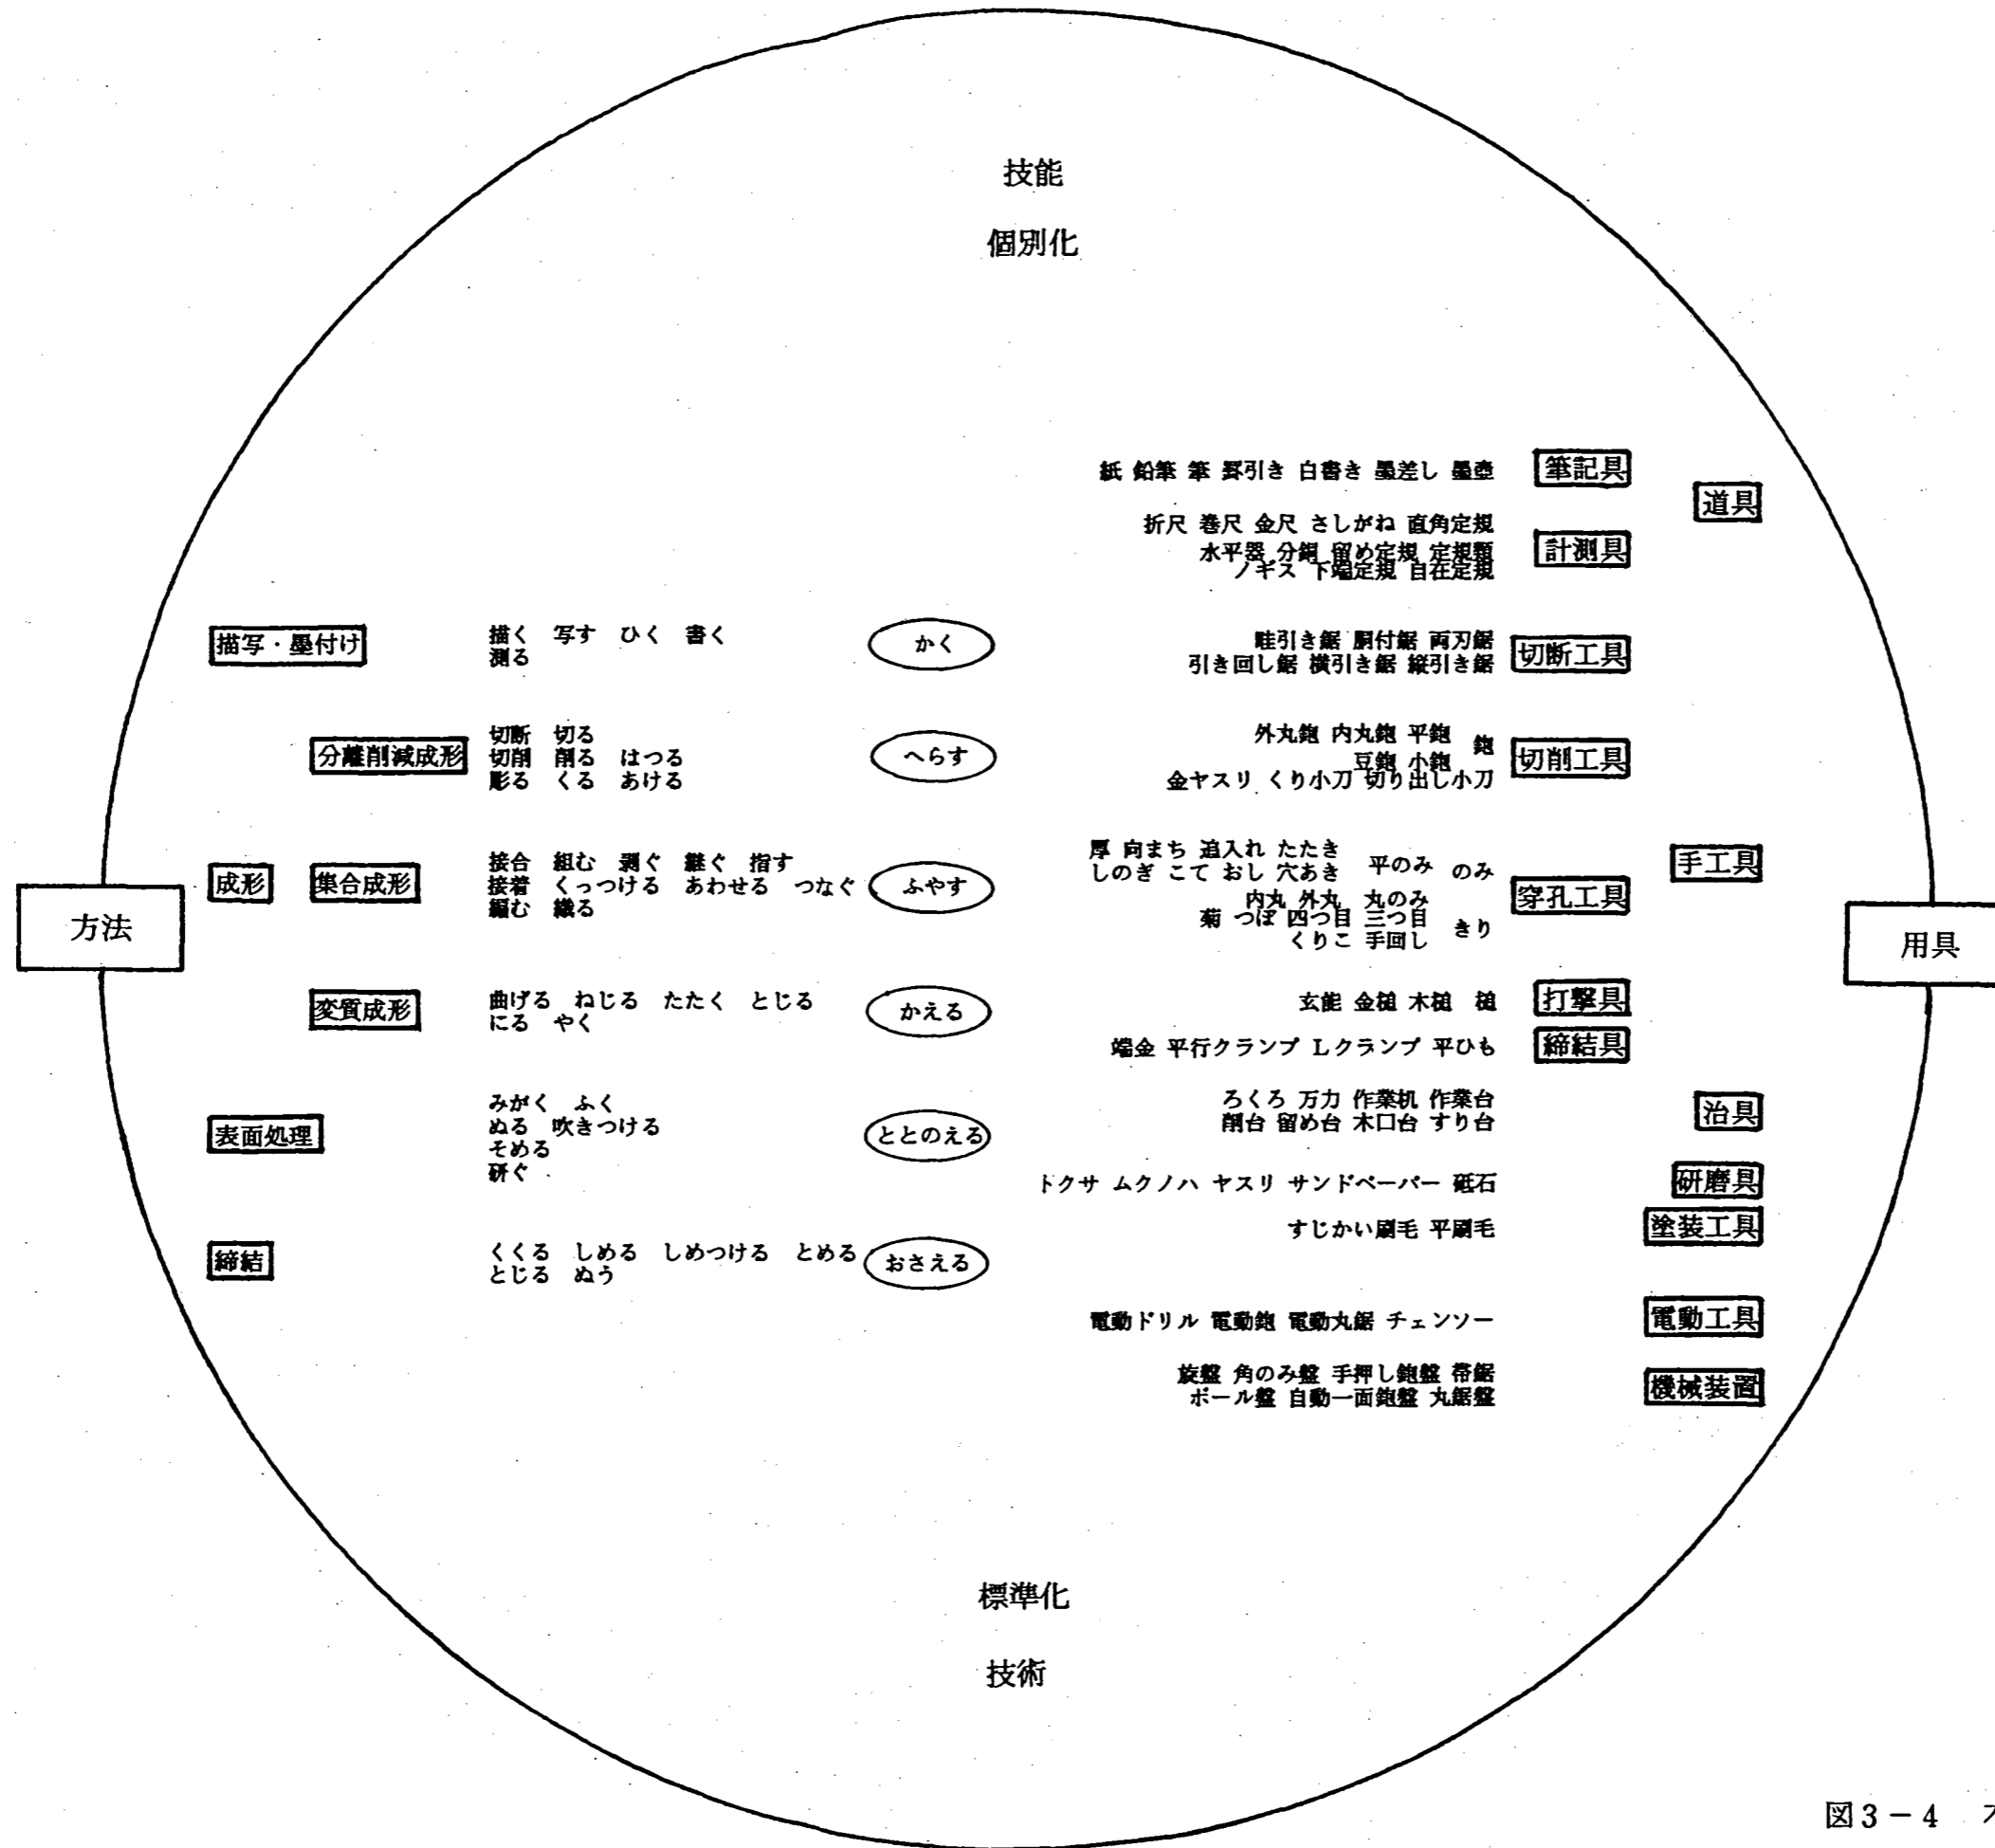 技能
個別化
紙 鉛筆 筆 罫引き 白書き 墨差し 墨壺 筆記具
道具
折尺 巻尺 金尺 さしがね 直角定規
水平器 分銅 留め定規 定規類 計測具
ノギス 下端定規 自在定規
描写・墨付け 描く 写す ひく 書く かく
測る
畦引き鋸 胴付鋸 両刃鋸
引き回し鋸 横引き鋸 縦引き鋸 切断工具
分離削減成形 切断 切る
切削 削る はつる へらす
彫る くる あける
外丸鉋 内丸鉋 平鉋 鉋
豆鉋 小鉋 切削工具
金ヤスリ くり小刀 切り出し小刀
成形 集合成形 接合 組む 剥ぐ 継ぐ 指す
接着 くっつける あわせる つなぐ ふやす
編む 織る
厚 向まち 追入れ たたき
しのぎ こて おし 穴あき 平のみ のみ
手工具
内丸 外丸 丸のみ 穿孔工具
菊 つぼ 四つ目 三つ目 きり
くりこ 手回し
方法
用具
変質成形 曲げる ねじる たたく とじる かえる
にる やく
玄能 金槌 木槌 槌 打撃具
端金 平行クランプ Lクランプ 平ひも 締結具
表面処理 みがく ふく
ぬる 吹きつける ととのえる
そめる
研ぐ
ろくろ 万力 作業机 作業台 治具
削台 留め台 木口台 すり台
トクサ ムクノハ ヤスリ サンドペーパー 砥石 研磨具
すじかい刷毛 平刷毛 塗装工具
締結 くくる しめる しめつける とめる おさえる
とじる ぬう
電動ドリル 電動鉋 電動丸鋸 チェンソー 電動工具
旋盤 角のみ盤 手押し鉋盤 帯鋸 機械装置
ボール盤 自動一面鉋盤 丸鋸盤
標準化
技術
図3-4